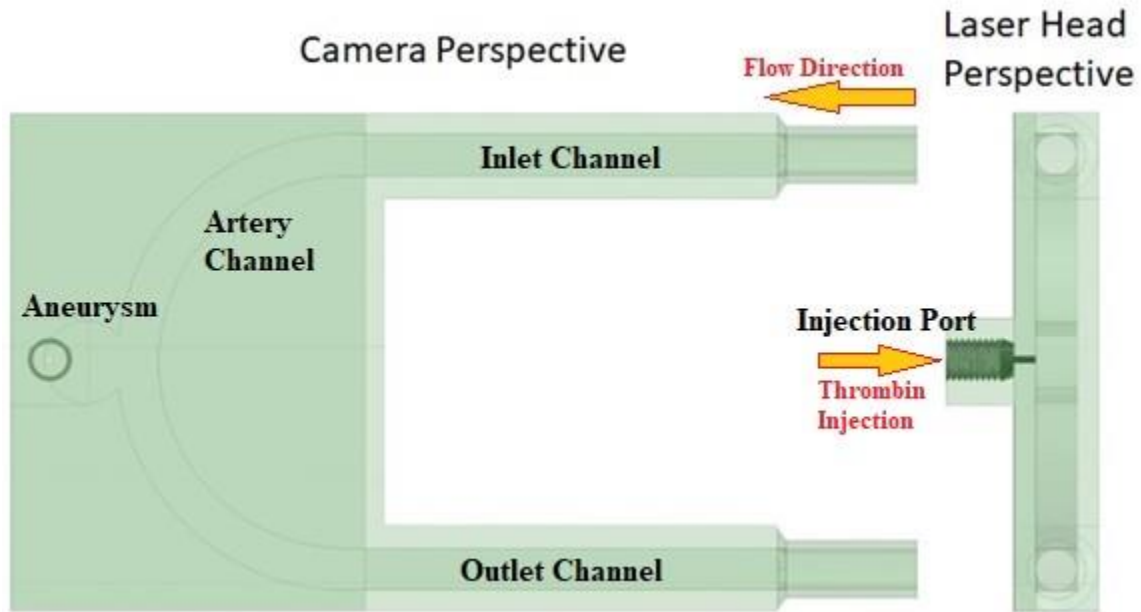 Camera Perspective
Laser Head
Perspective
Flow Direction
Inlet Channel
Artery
Channel
Aneurysm
Injection Port
Thrombin
Injection
Outlet Channel